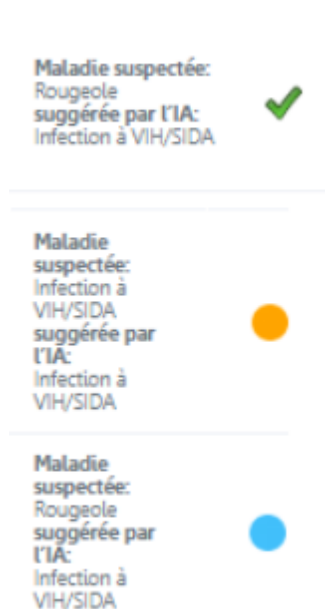 Maladie suspectée:
Rougeole
suggérée par l'IA:
Infection à VIH/SIDA
Maladie
suspectée:
Infection à
VIH/SIDA
suggérée par
l'IA:
Infection à
VIH/SIDA
Maladie
suspectée:
Rougeole
suggérée par
l'IA:
Infection à
VIH/SIDA